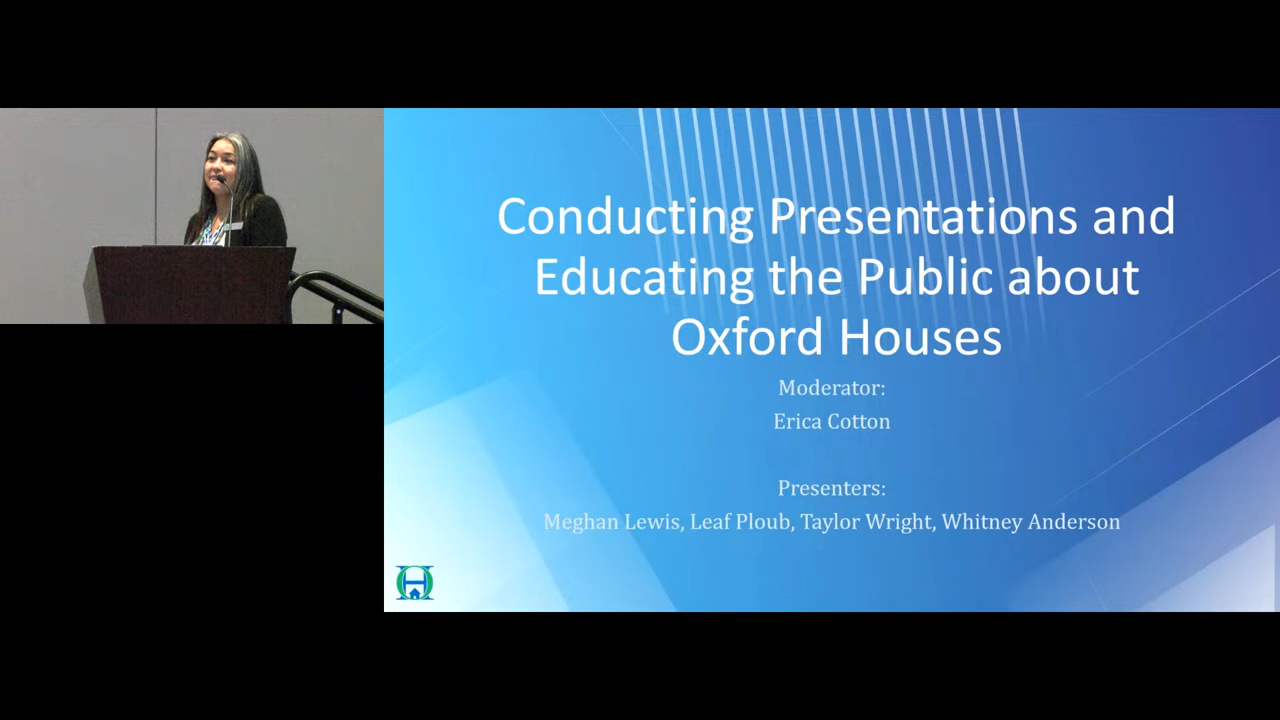 Conducting Presentations and
Educating the Public about
Oxford Houses
Moderator:
Erica Cotton
Presenters:
Meghan Lewis, Leaf Ploub, Taylor Wright, Whitney Anderson